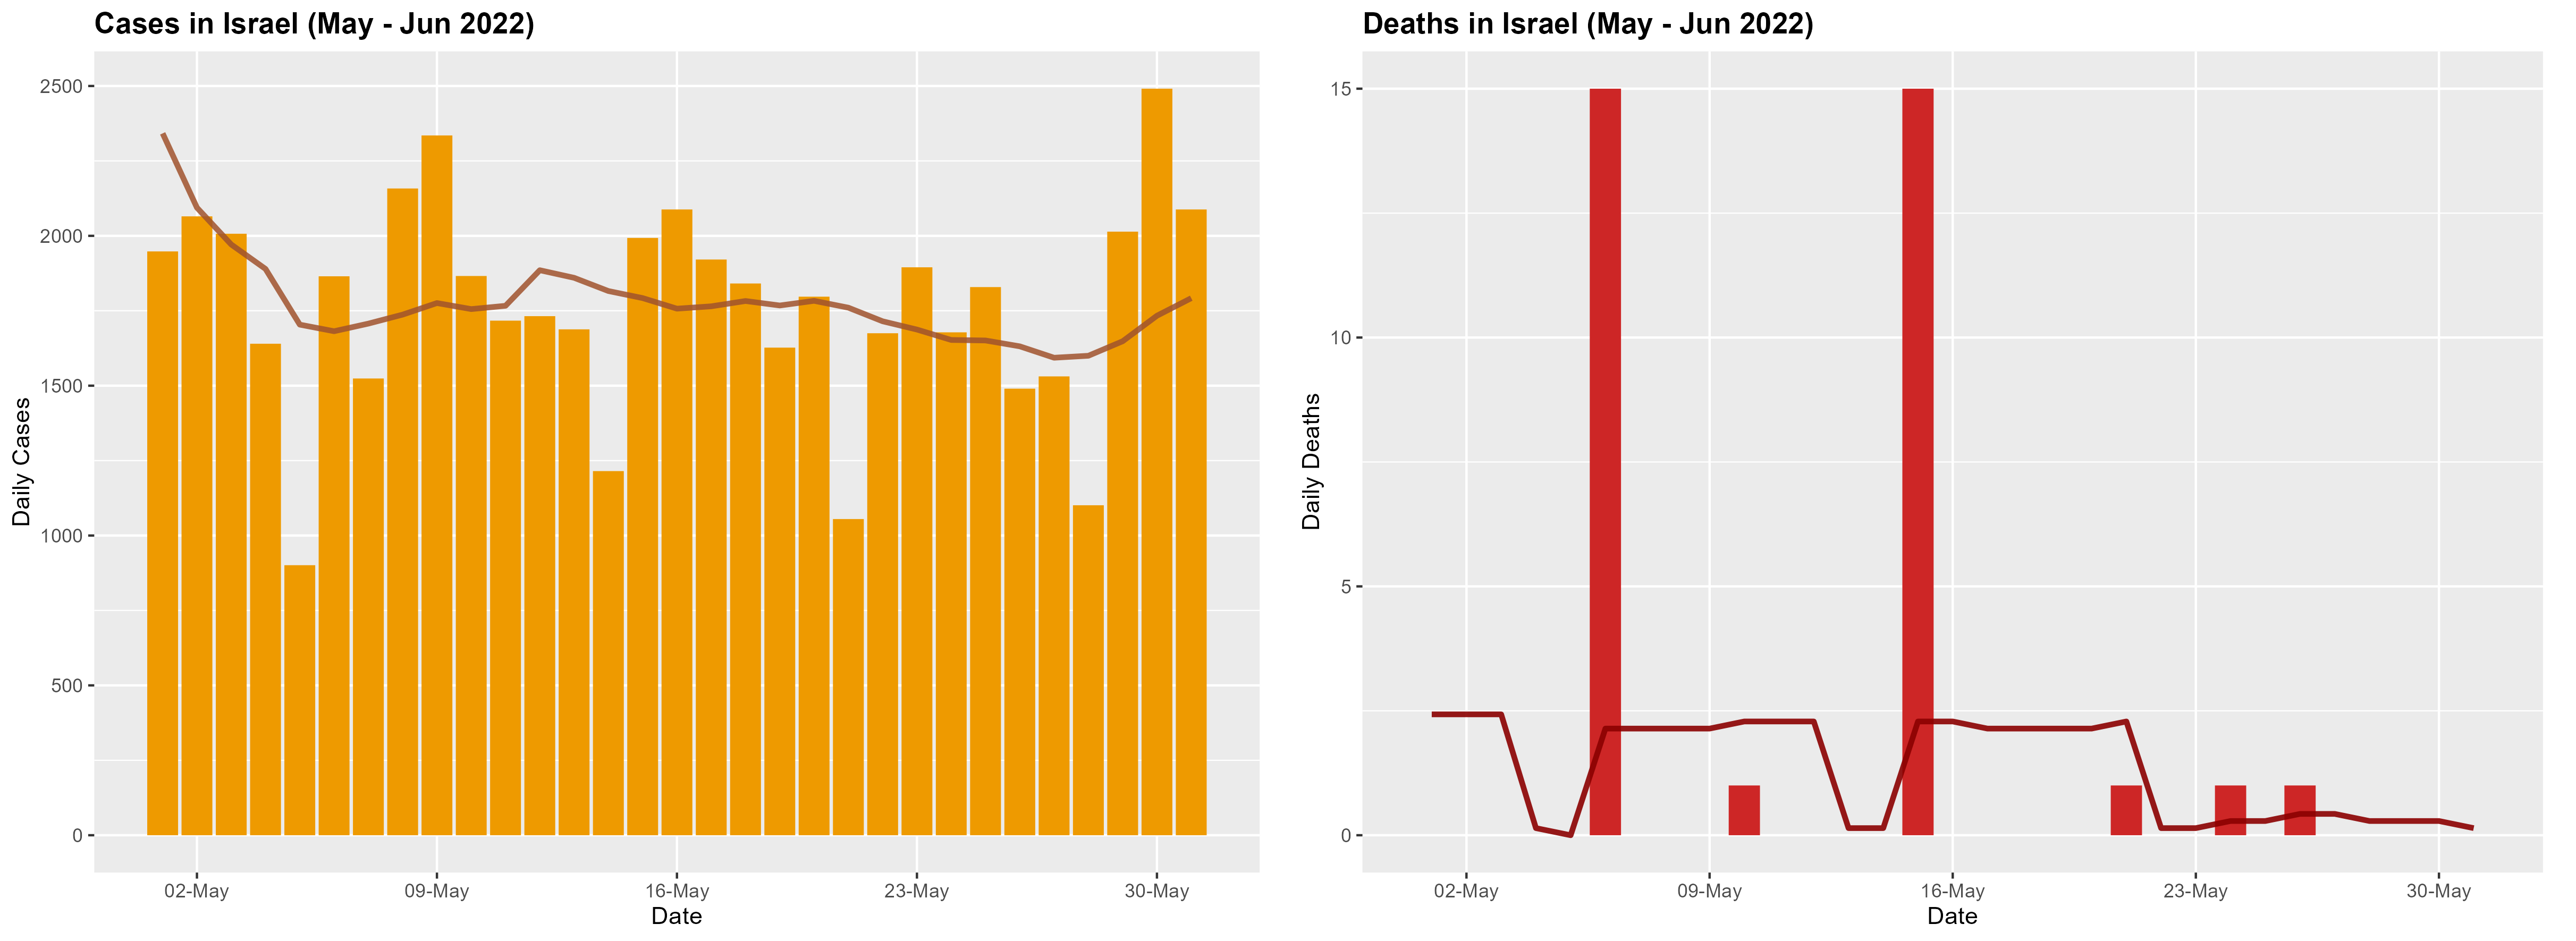 Cases in Israel (May - Jun 2022)
2500
2000
1500
1000
500
0
Daily Cases
02-May
09-May
16-May
23-May
30-May
Date
Deaths in Israel (May - Jun 2022)
15
10
5
0
Daily Deaths
02-May
09-May
16-May
23-May
30-May
Date